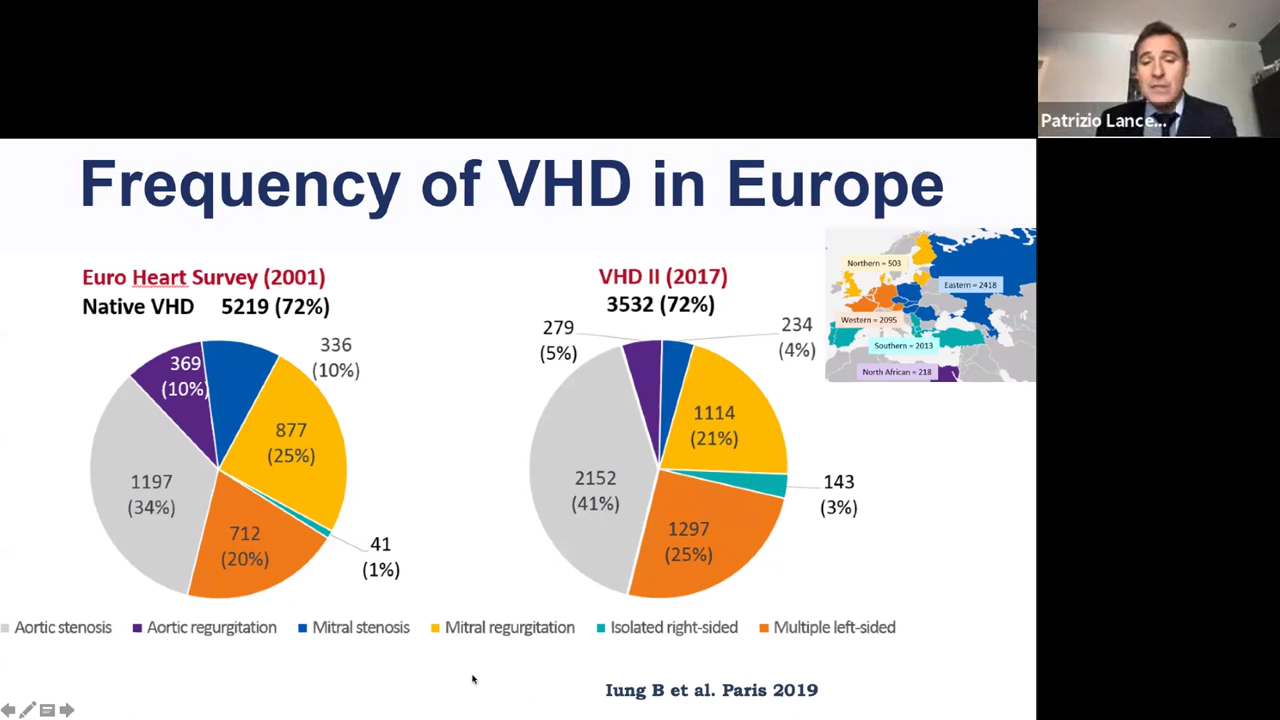 Patrizio Lance...
Frequency of VHD in Europe
Euro Heart Survey (2001)
Native VHD 5219 (72%)
336
(10%)
369
(10%)
877
(25%)
1197
(34%)
712
(20%)
41
(1%)
VHD II (2017)
3532 (72%)
279
(5%)
234
(4%)
1114
(21%)
2152
(41%)
143
(3%)
1297
(25%)
Northern = 503
Eastern = 2418
Western = 2095
Southern = 2013
North African = 218
Aortic stenosis Aortic regurgitation Mitral stenosis Mitral regurgitation Isolated right-sided Multiple left-sided
Iung B et al. Paris 2019